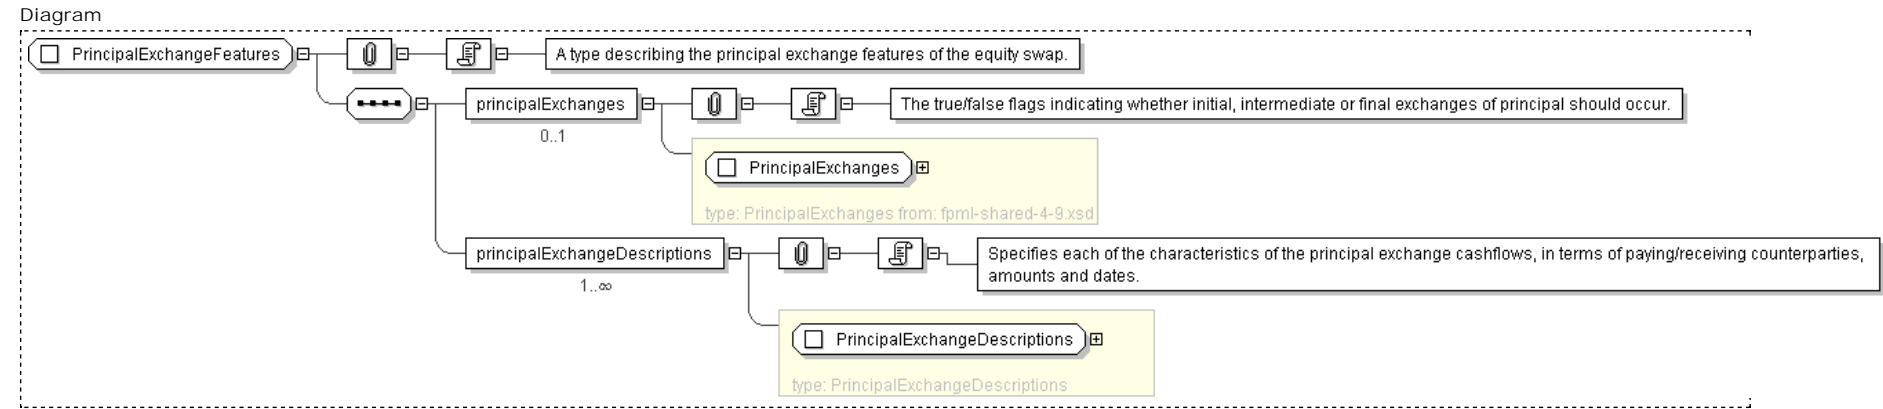 Diagram
PrincipalExchangeFeatures
A type describing the principal exchange features of the equity swap.
principalExchanges
The true/false flags indicating whether initial, intermediate or final exchanges of principal should occur.
0..1
PrincipalExchanges
type: PrincipalExchanges from: fpml-shared-4-9.xsd
principalExchangeDescriptions
Specifies each of the characteristics of the principal exchange cashflows, in terms of paying/receiving counterparties,
amounts and dates.
1..∞
PrincipalExchangeDescriptions
type: PrincipalExchangeDescriptions